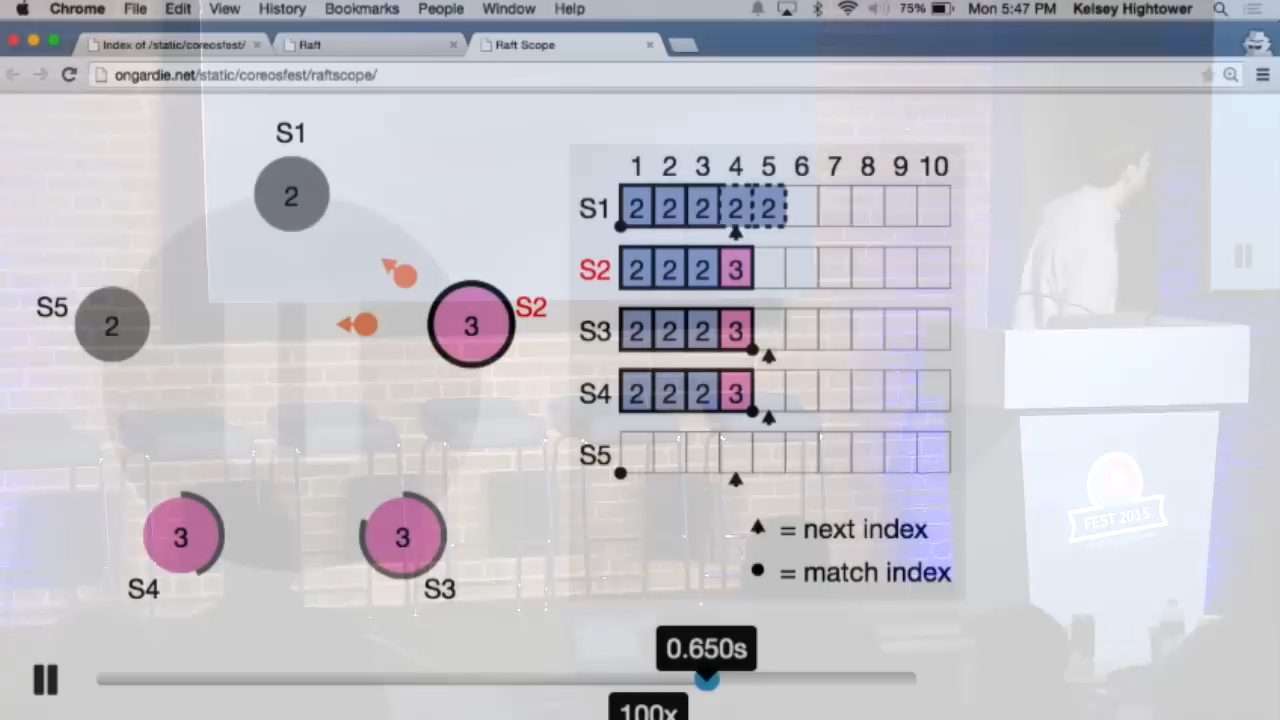 Chrome File Edit View History Bookmarks People Window Help 75% Mon 5:47 PM Kelsey Hightower
Index of /static/coreosfest/ Raft Raft Scope
ongardie.net/static/coreosfest/raftscope/
S1
2
S5
2
3
S2
3
S4
3
S3
1 2 3 4 5 6 7 8 9 10
S1 2 2 2 2 2
S2 2 2 2 3
S3 2 2 2 3
S4 2 2 2 3
S5
= next index
= match index
FEST 2015
0.650s
100x